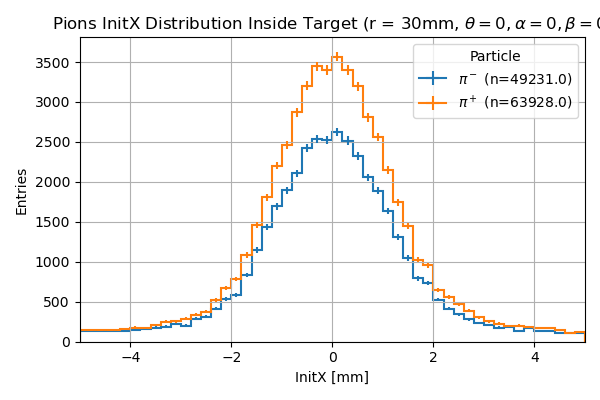 Pions InitX Distribution Inside Target (r = 30mm, θ = 0, α = 0, β = 0
Particle
π⁻ (n=49231.0)
π⁺ (n=63928.0)
Entries
3500
3000
2500
2000
1500
1000
500
0
−4 −2 0 2 4
InitX [mm]